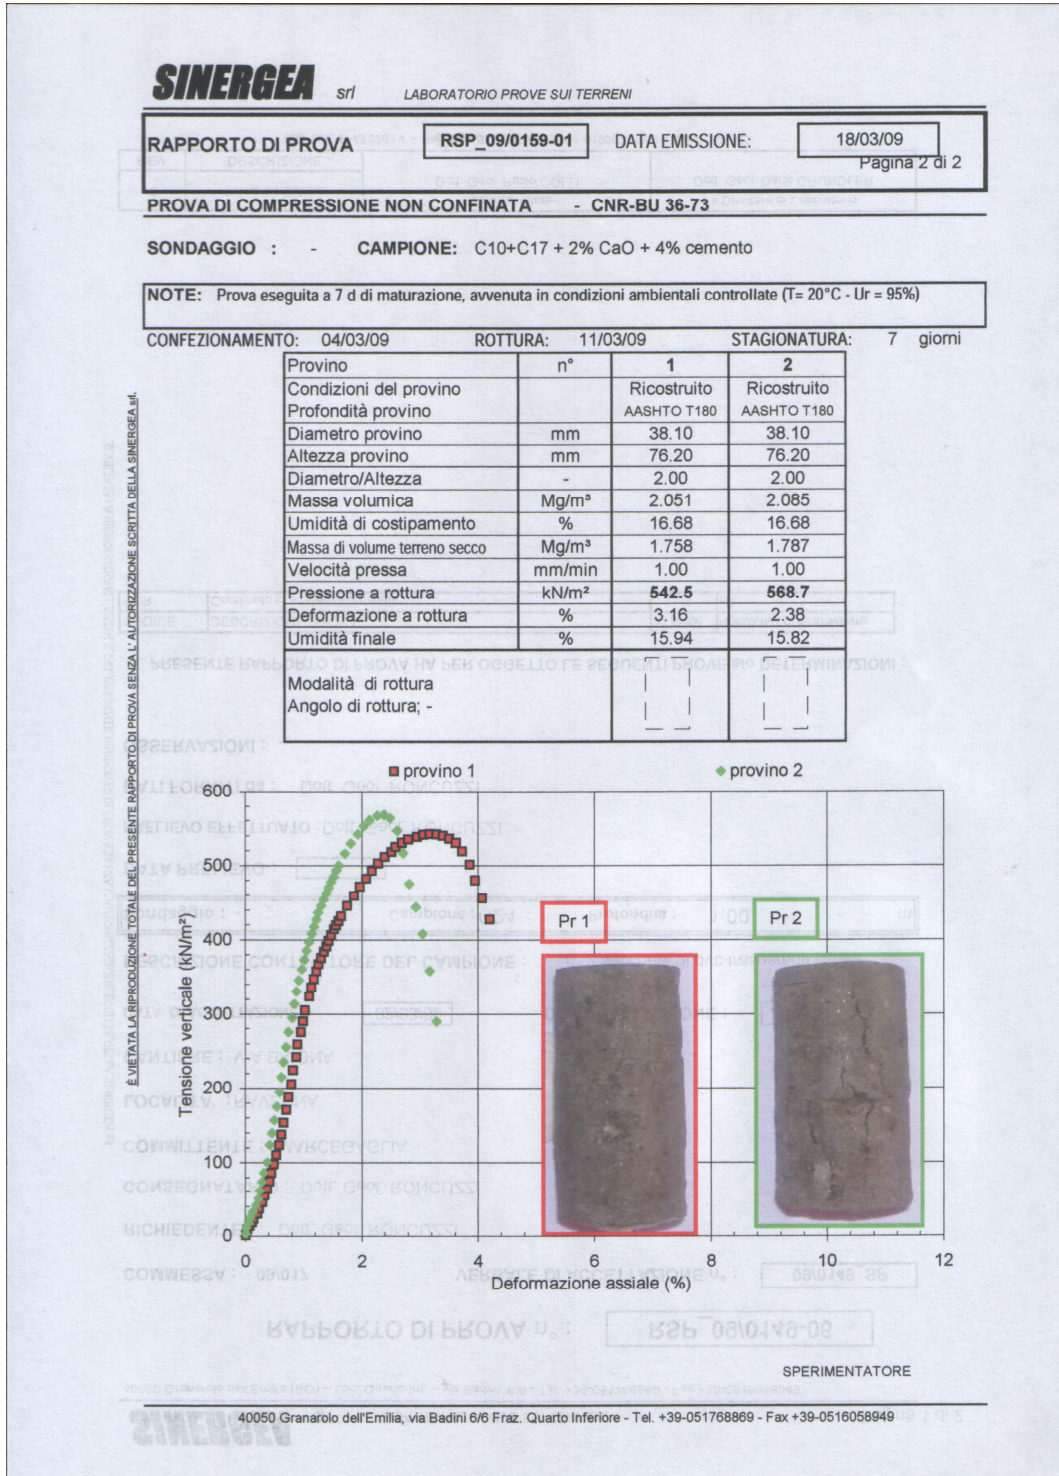 SINERGEA srl LABORATORIO PROVE SUI TERRENI
RAPPORTO DI PROVA RSP_09/0159-01 DATA EMISSIONE: 18/03/09
Pagina 2 di 2
PROVA DI COMPRESSIONE NON CONFINATA - CNR-BU 36-73
SONDAGGIO : - CAMPIONE: C10+C17 + 2% CaO + 4% cemento
NOTE: Prova eseguita a 7 d di maturazione, avvenuta in condizioni ambientali controllate (T= 20°C - Ur = 95%)
CONFEZIONAMENTO: 04/03/09 ROTTURA: 11/03/09 STAGIONATURA: 7 giorni
Provino n° 1 2
Condizioni del provino Ricostruito Ricostruito
Profondità provino AASHTO T180 AASHTO T180
Diametro provino mm 38.10 38.10
Altezza provino mm 76.20 76.20
Diametro/Altezza - 2.00 2.00
Massa volumica Mg/m³ 2.051 2.085
Umidità di costipamento % 16.68 16.68
Massa di volume terreno secco Mg/m³ 1.758 1.787
Velocità pressa mm/min 1.00 1.00
Pressione a rottura kN/m² 542.5 568.7
Deformazione a rottura % 3.16 2.38
Umidità finale % 15.94 15.82
Modalità di rottura
Angolo di rottura; -
È VIETATA LA RIPRODUZIONE TOTALE DEL PRESENTE RAPPORTO DI PROVA SENZA L' AUTORIZZAZIONE SCRITTA DELLA SINERGEA srl.
provino 1 provino 2
Tensione verticale (kN/m²)
600
500
400
300
200
100
0
Pr 1 Pr 2
0 2 4 6 8 10 12
Deformazione assiale (%)
SPERIMENTATORE
40050 Granarolo dell'Emilia, via Badini 6/6 Fraz. Quarto Inferiore - Tel. +39-051768869 - Fax +39-0516058949